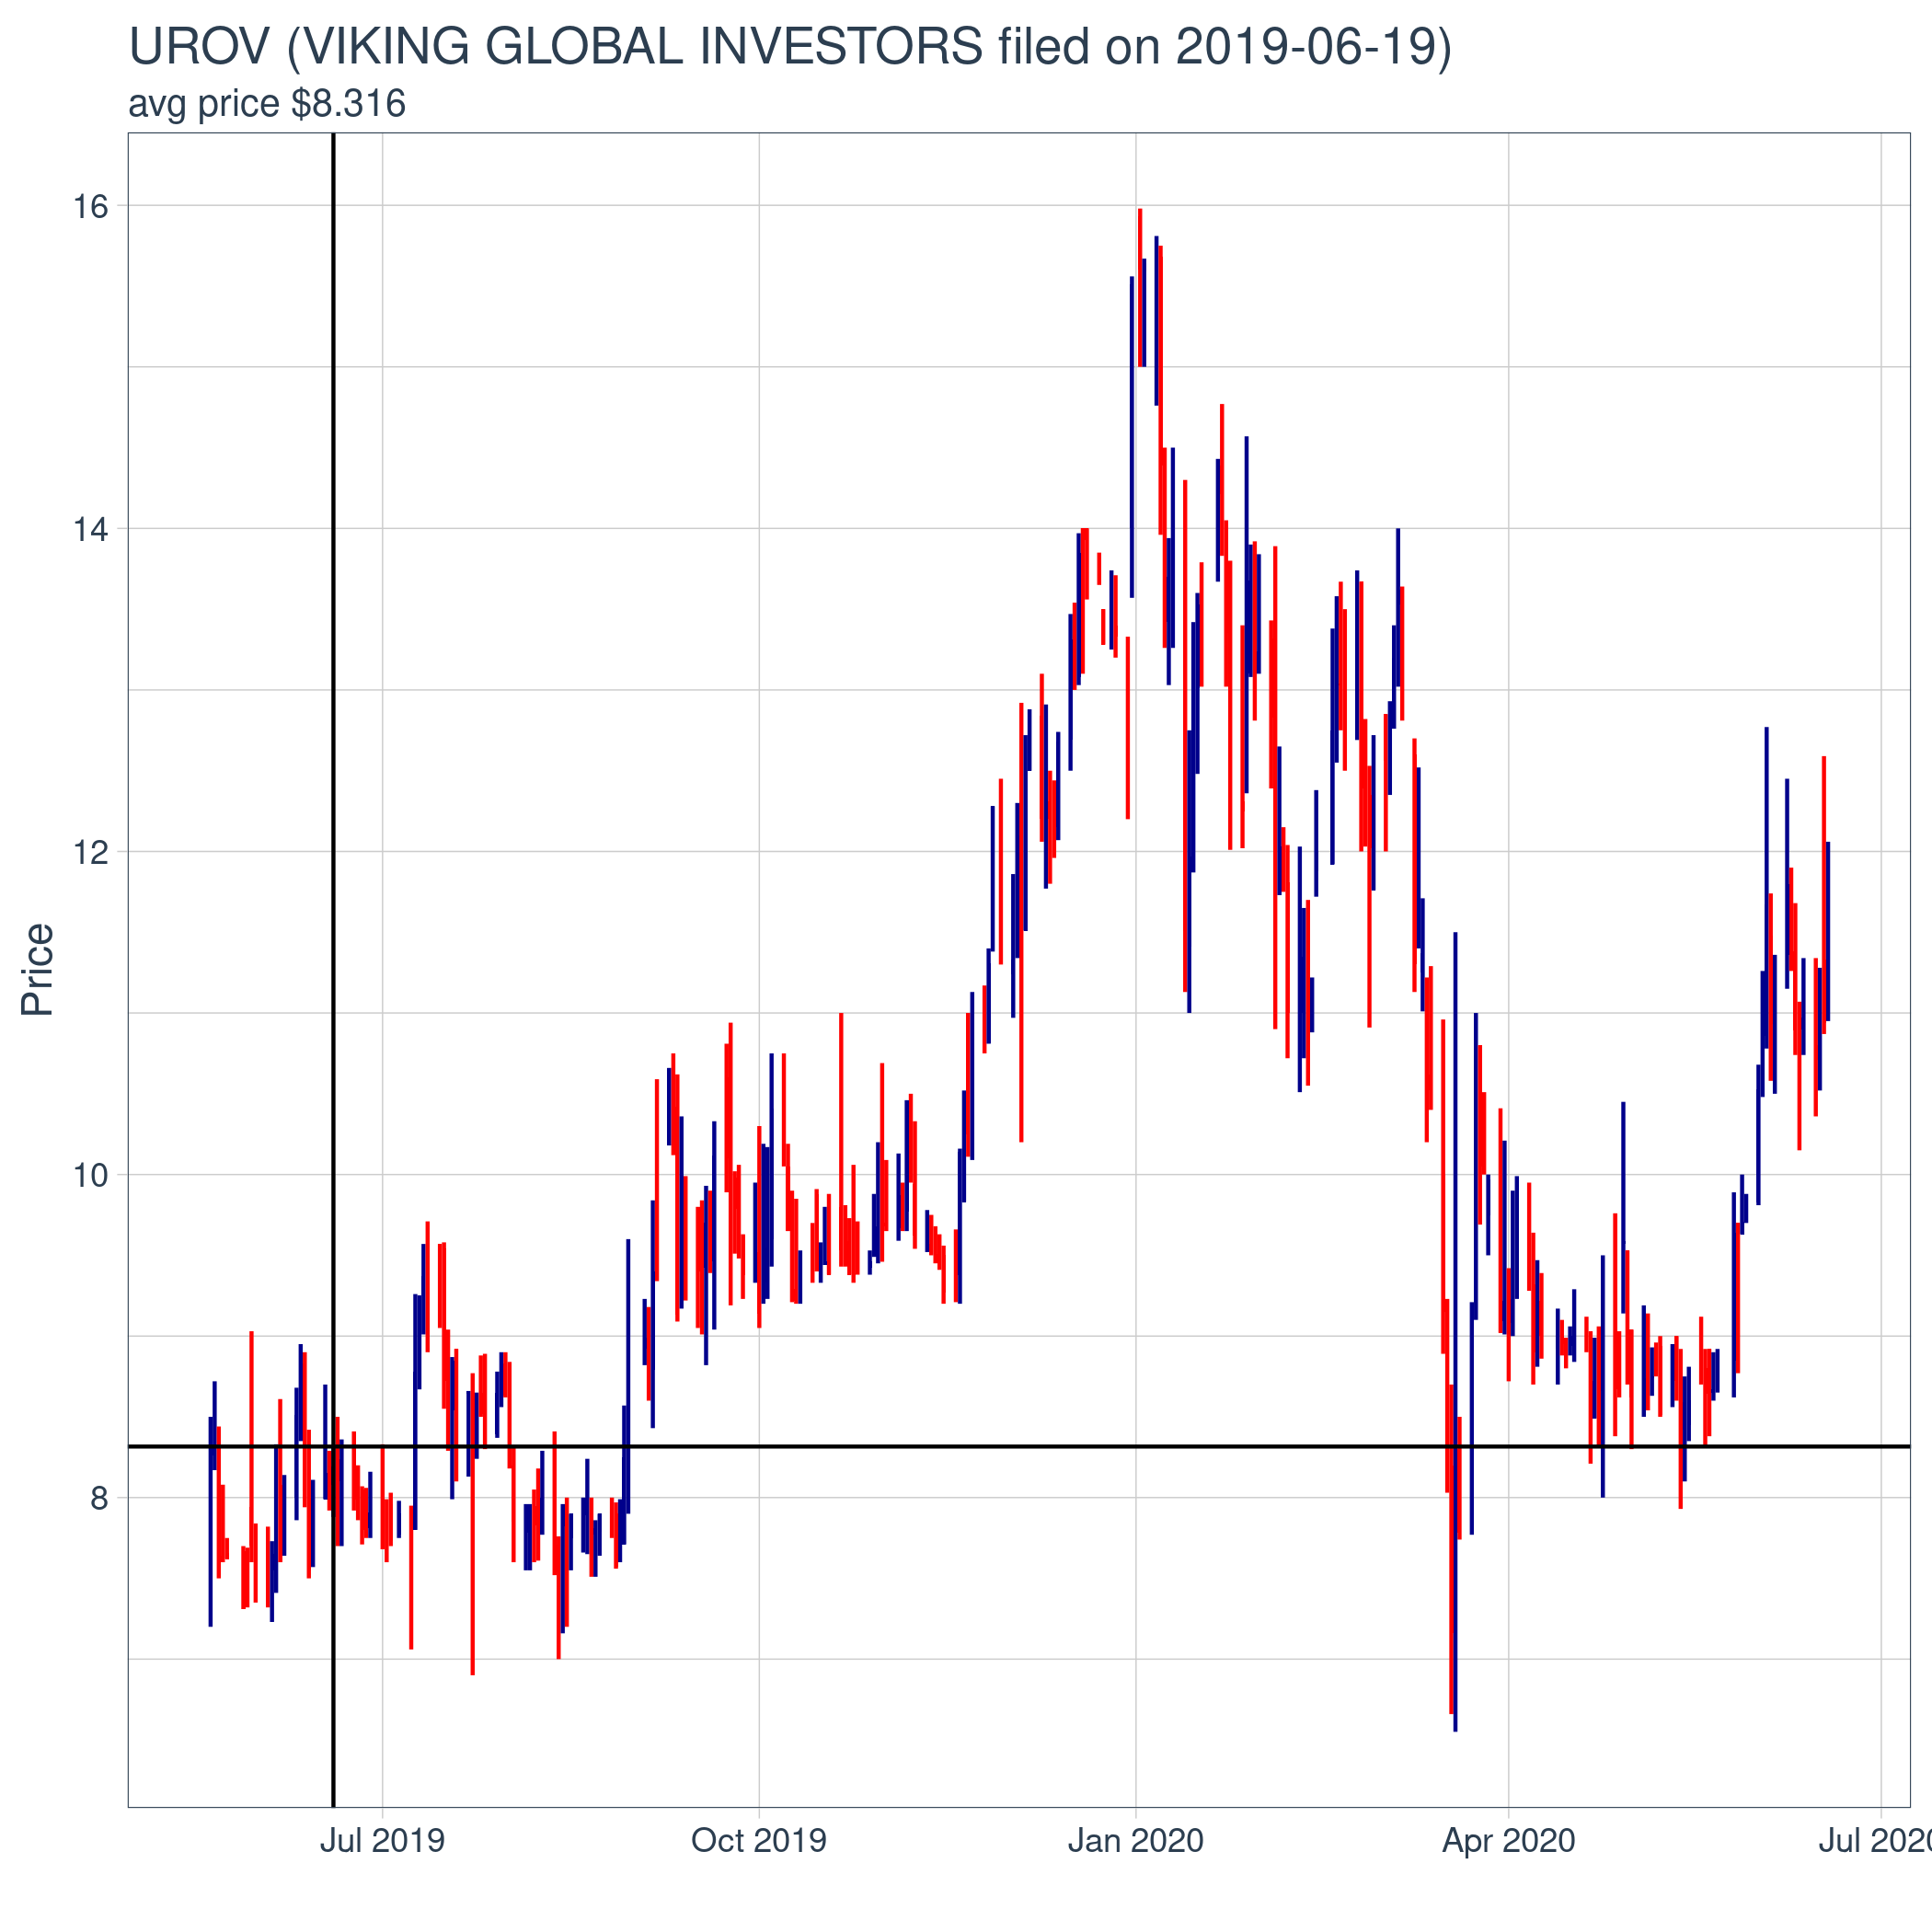 UROV (VIKING GLOBAL INVESTORS filed on 2019-06-19)
avg price $8.316
16
14
12
10
8
Price
Jul 2019
Oct 2019
Jan 2020
Apr 2020
Jul 2020